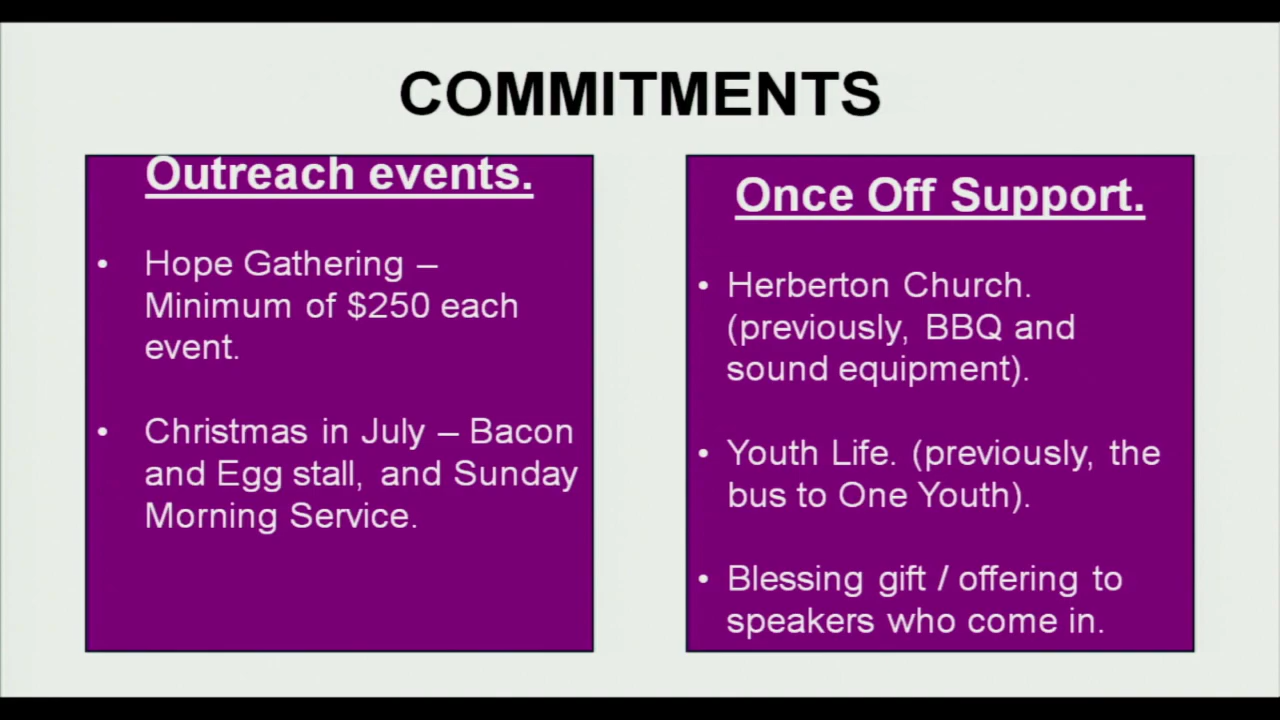 COMMITMENTS
Outreach events.
• Hope Gathering –
Minimum of $250 each
event.
• Christmas in July – Bacon
and Egg stall, and Sunday
Morning Service.
Once Off Support.
• Herberton Church.
(previously, BBQ and
sound equipment).
• Youth Life. (previously, the
bus to One Youth).
• Blessing gift / offering to
speakers who come in.